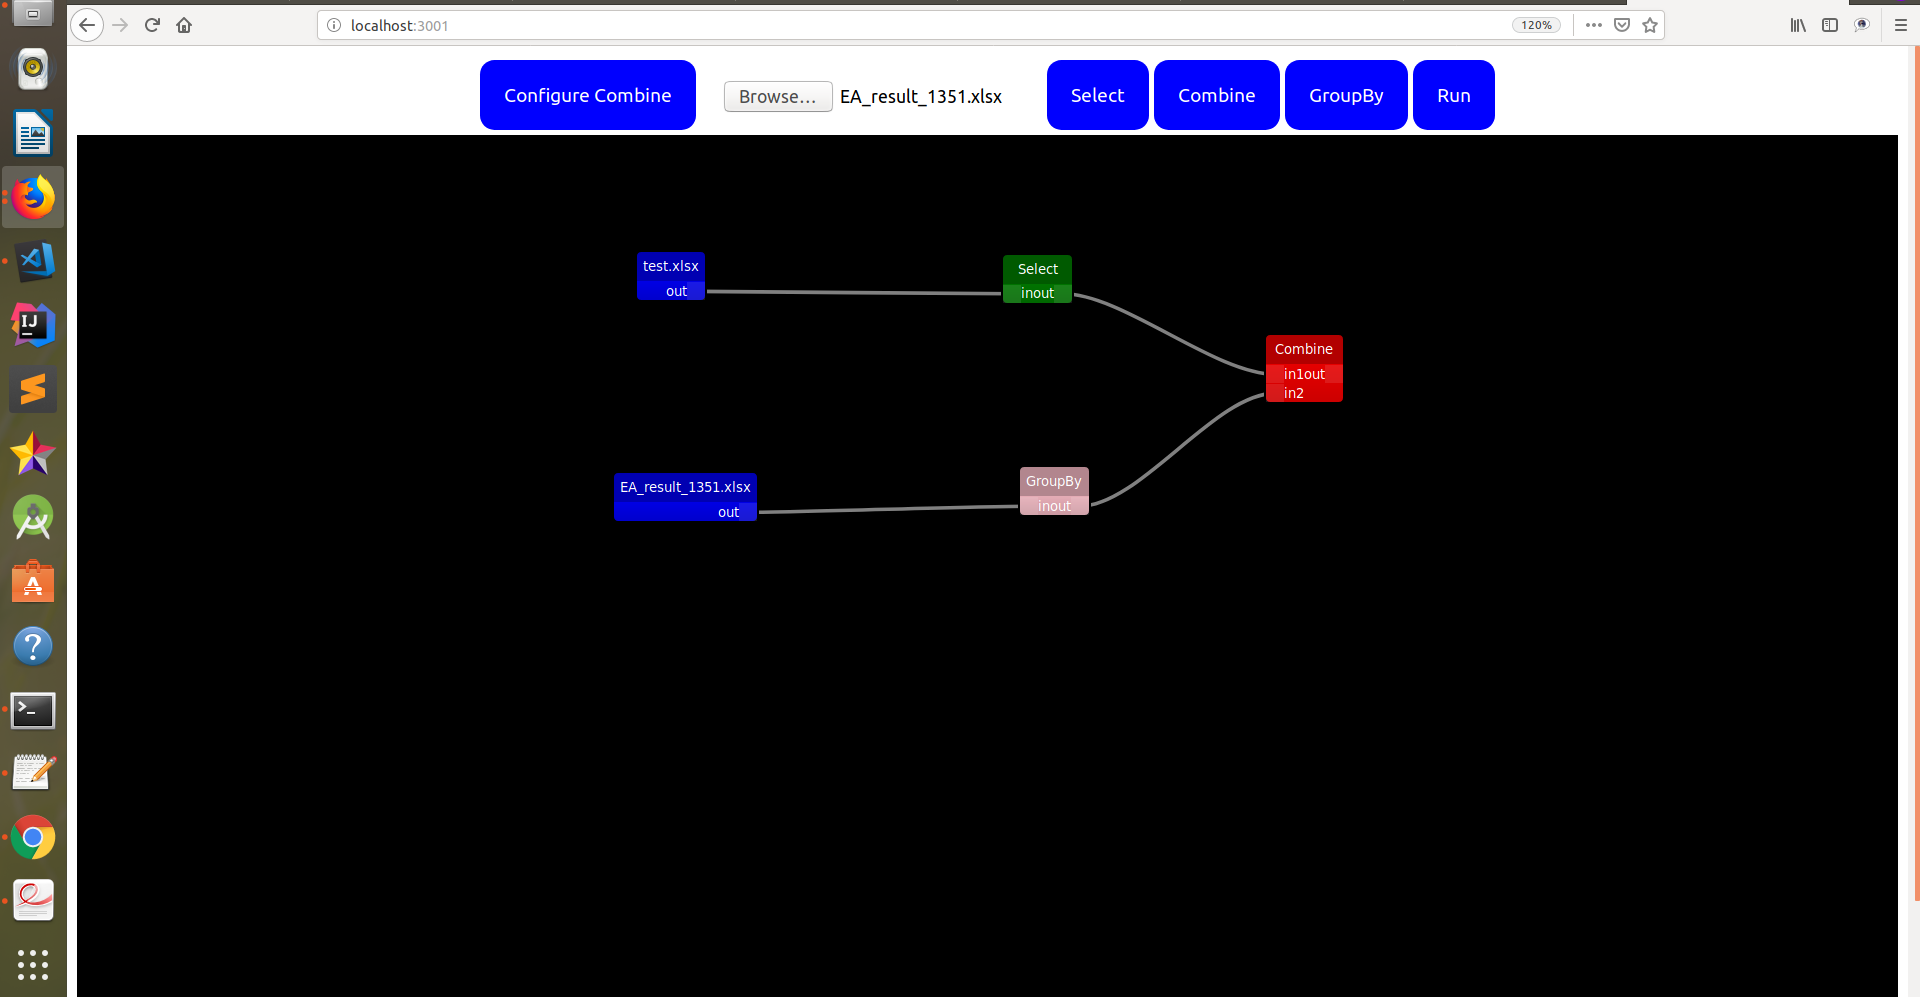 localhost:3001
120%
Configure Combine
Browse...
EA_result_1351.xlsx
Select
Combine
GroupBy
Run
test.xlsx
out
Select
inout
Combine
in1out
in2
EA_result_1351.xlsx
out
GroupBy
inout
IJ